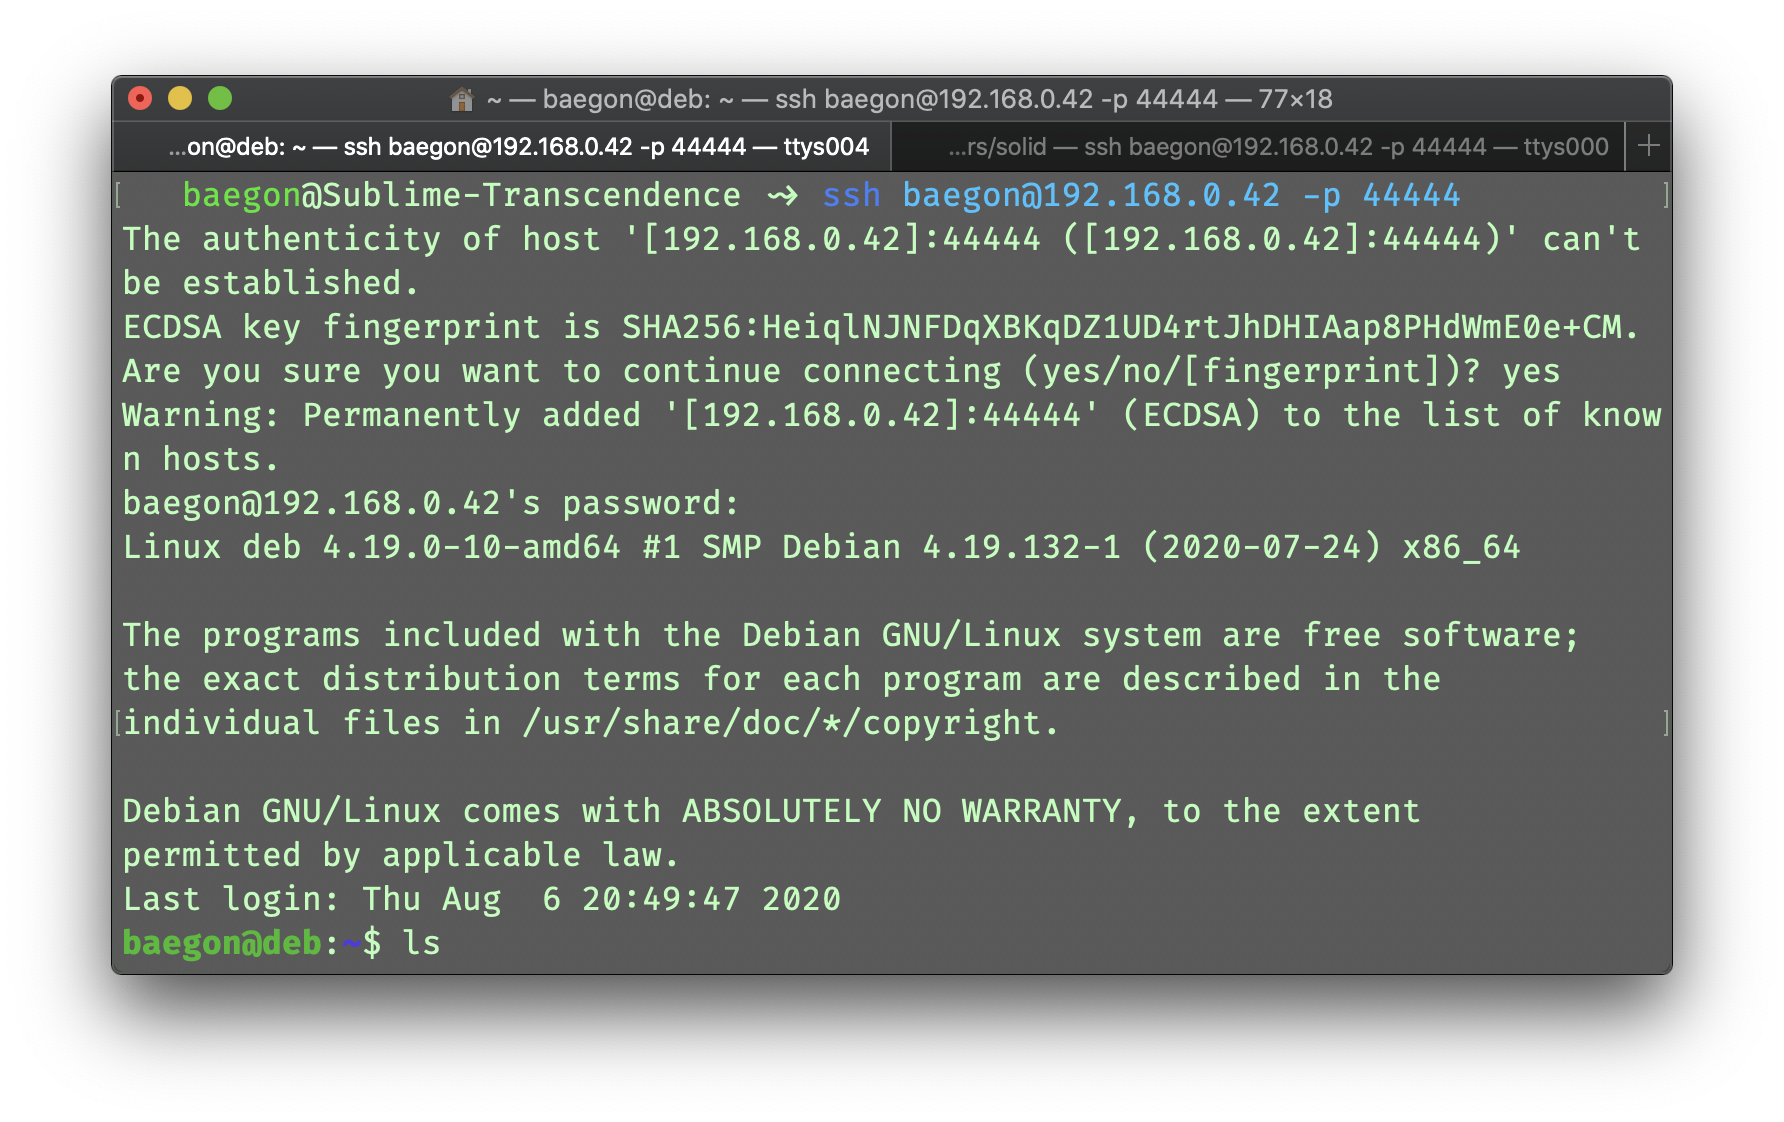 ~ — baegon@deb: ~ — ssh baegon@192.168.0.42 -p 44444 — 77×18
...on@deb: ~ — ssh baegon@192.168.0.42 -p 44444 — ttys004
...rs/solid — ssh baegon@192.168.0.42 -p 44444 — ttys000
baegon@Sublime-Transcendence ⇝ ssh baegon@192.168.0.42 -p 44444
The authenticity of host '[192.168.0.42]:44444 ([192.168.0.42]:44444)' can't
be established.
ECDSA key fingerprint is SHA256:HeiqlNJNFDqXBKqDZ1UD4rtJhDHIAap8PHdWmE0e+CM.
Are you sure you want to continue connecting (yes/no/[fingerprint])? yes
Warning: Permanently added '[192.168.0.42]:44444' (ECDSA) to the list of know
n hosts.
baegon@192.168.0.42's password:
Linux deb 4.19.0-10-amd64 #1 SMP Debian 4.19.132-1 (2020-07-24) x86_64
The programs included with the Debian GNU/Linux system are free software;
the exact distribution terms for each program are described in the
individual files in /usr/share/doc/*/copyright.
Debian GNU/Linux comes with ABSOLUTELY NO WARRANTY, to the extent
permitted by applicable law.
Last login: Thu Aug  6 20:49:47 2020
baegon@deb:~$ ls